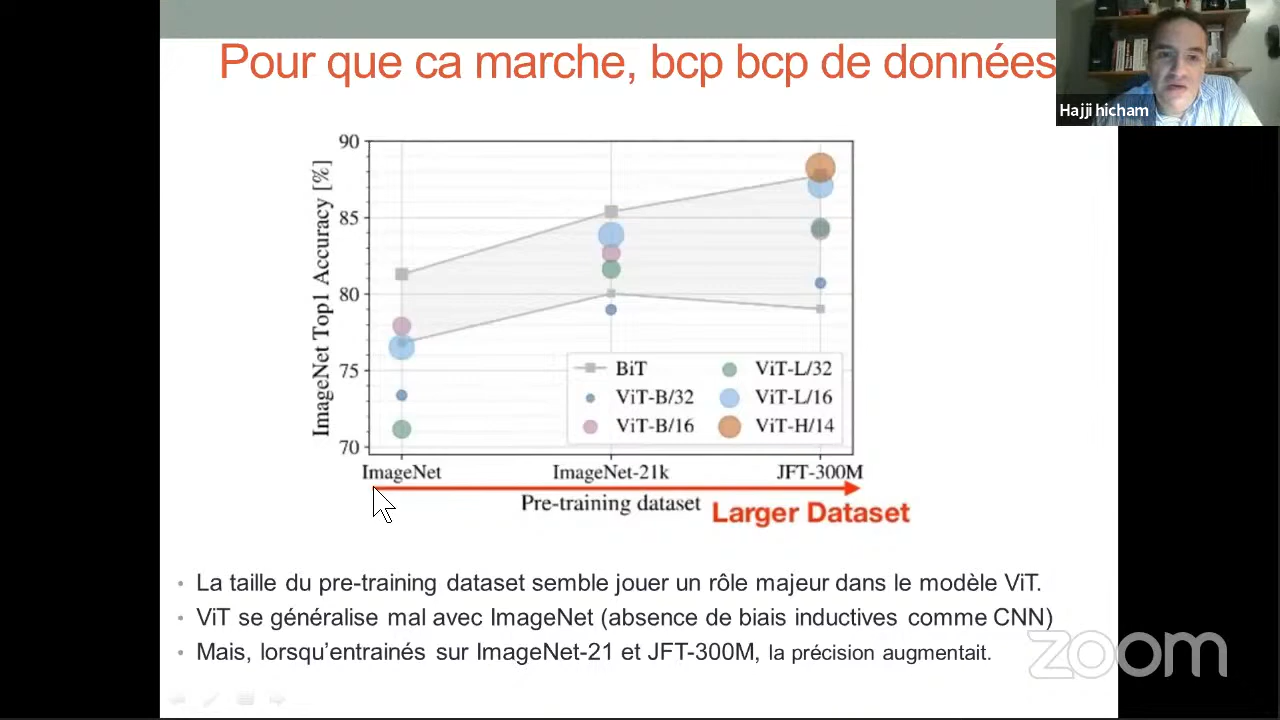 Pour que ca marche, bcp bcp de données
Hajji hicham
ImageNet Top1 Accuracy [%]
90
85
80
75
70
BiT
ViT-B/32
ViT-B/16
ViT-L/32
ViT-L/16
ViT-H/14
ImageNet
ImageNet-21k
JFT-300M
Pre-training dataset
Larger Dataset
• La taille du pre-training dataset semble jouer un rôle majeur dans le modèle ViT.
• ViT se généralise mal avec ImageNet (absence de biais inductives comme CNN)
• Mais, lorsqu'entrainés sur ImageNet-21 et JFT-300M, la précision augmentait.
zoom